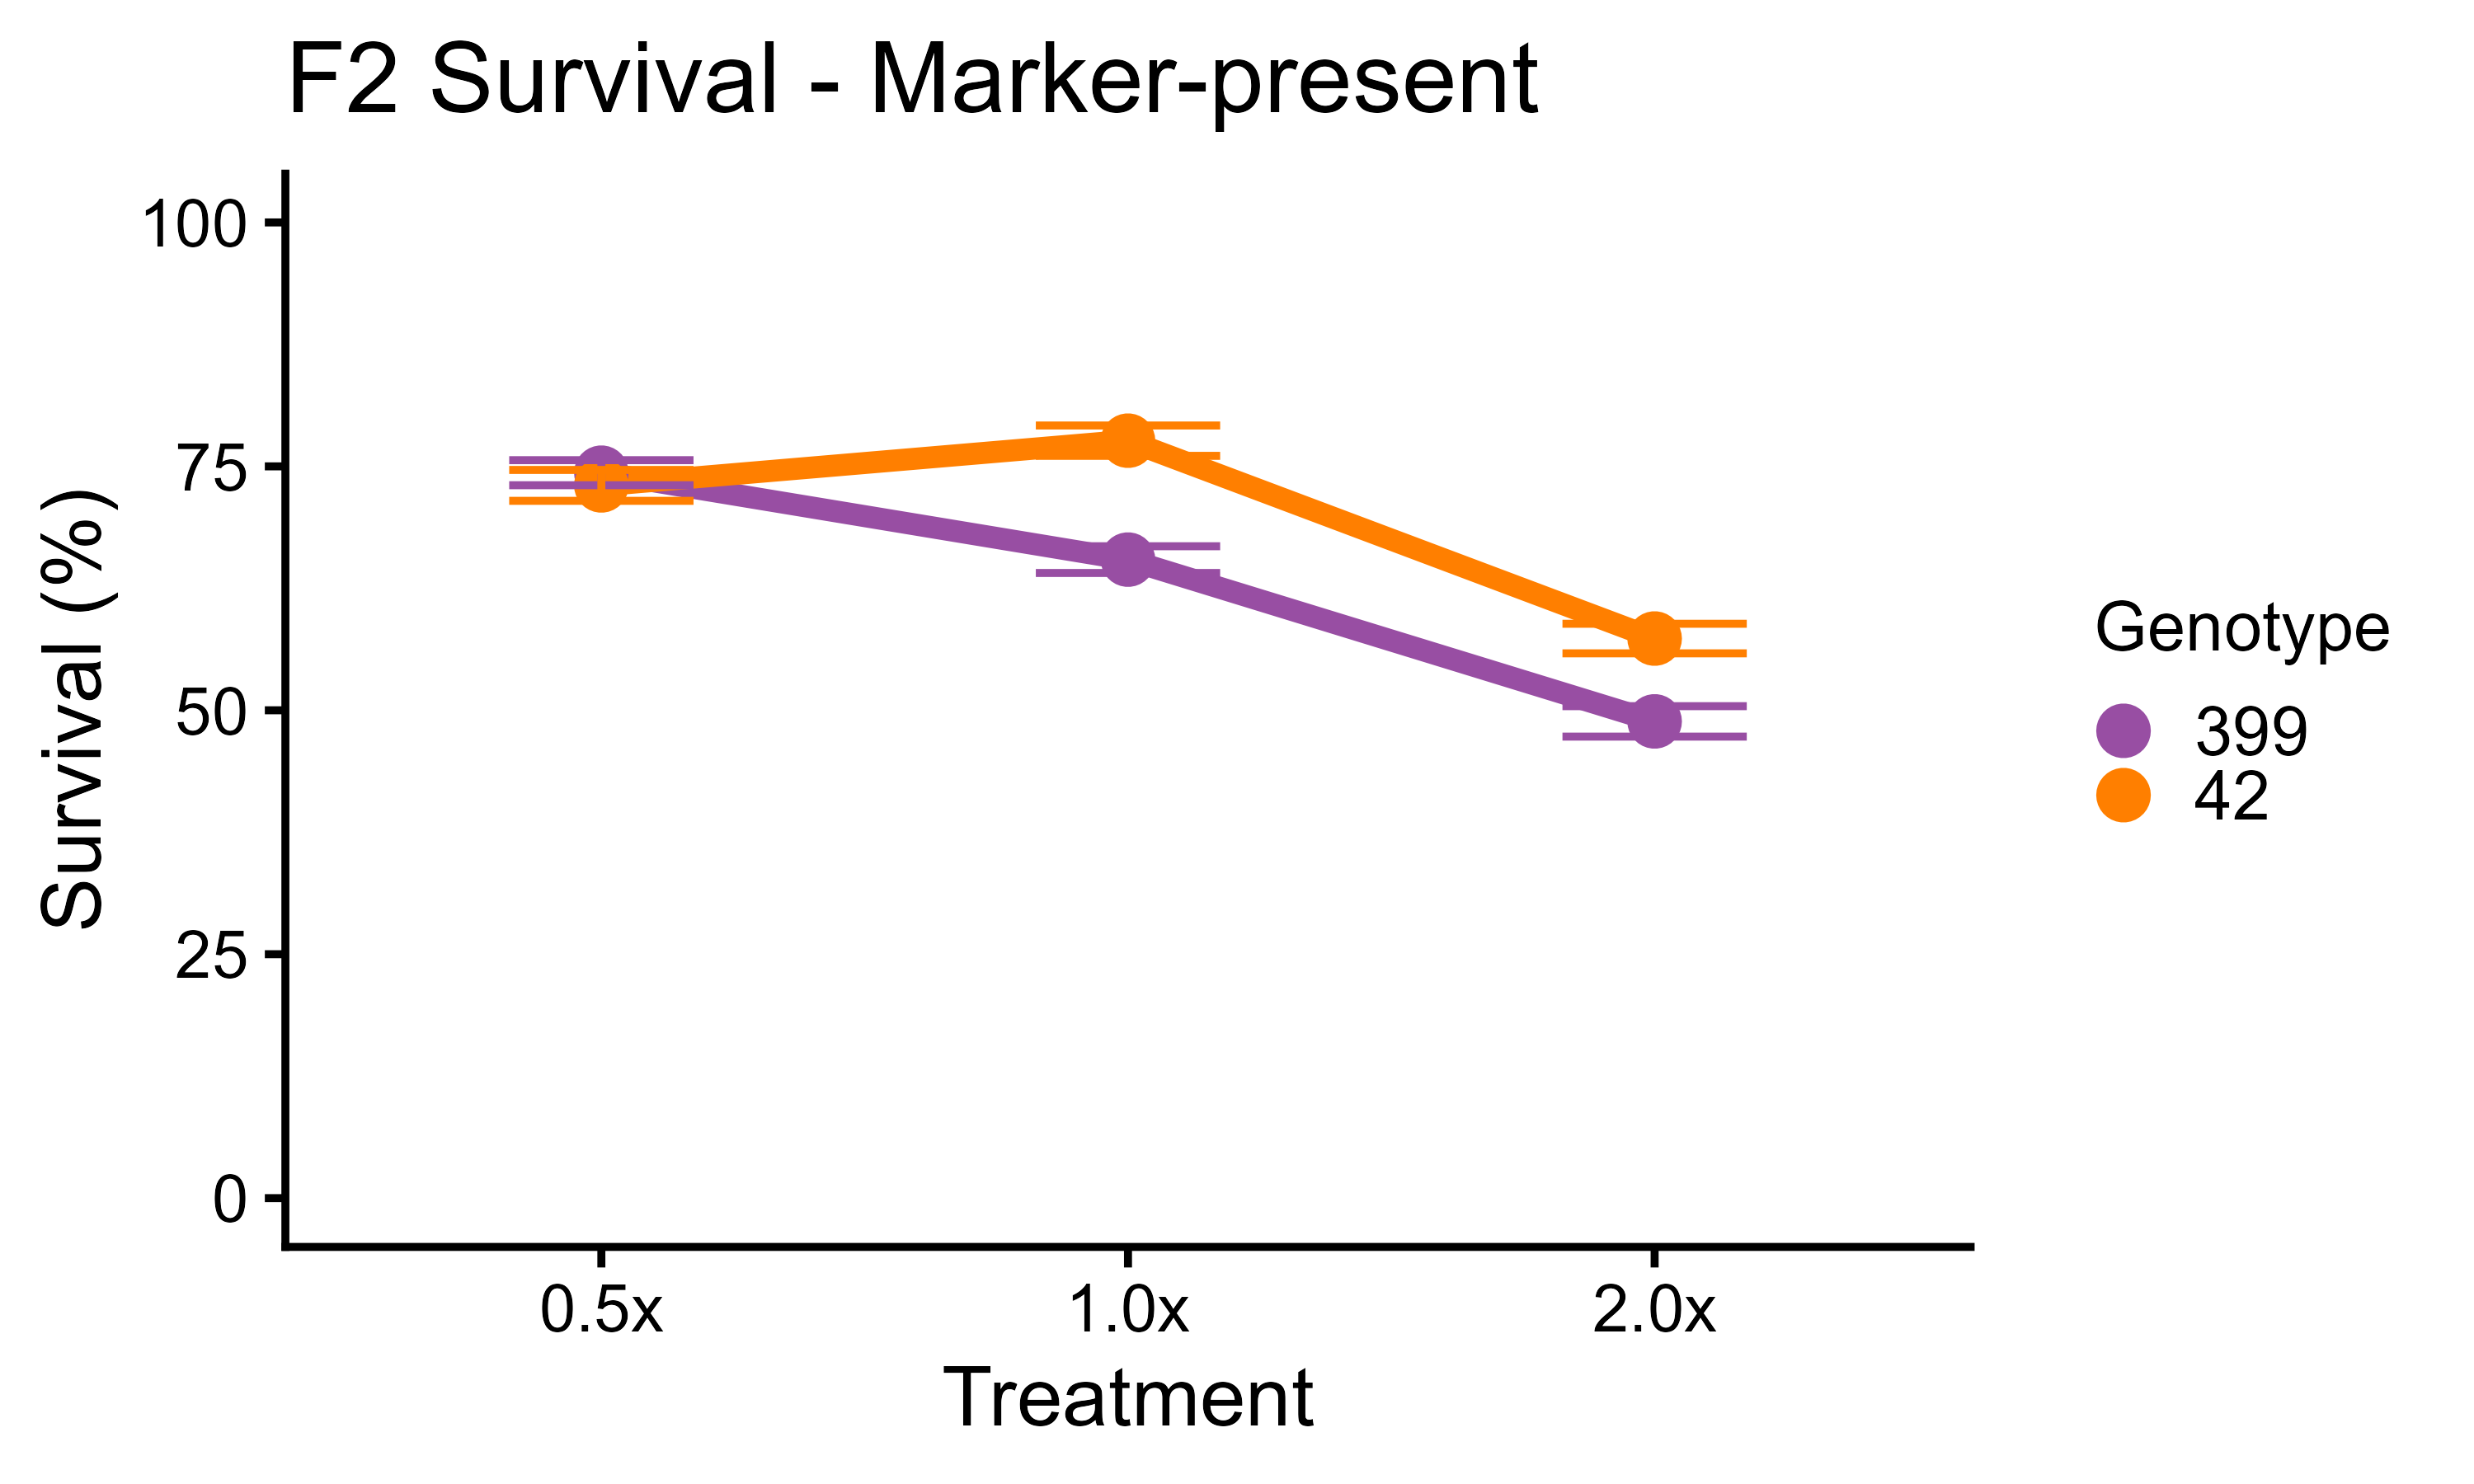 F2 Survival - Marker-present
Survival (%)
100
75
50
25
0
0.5x 1.0x 2.0x
Treatment
Genotype
399
42